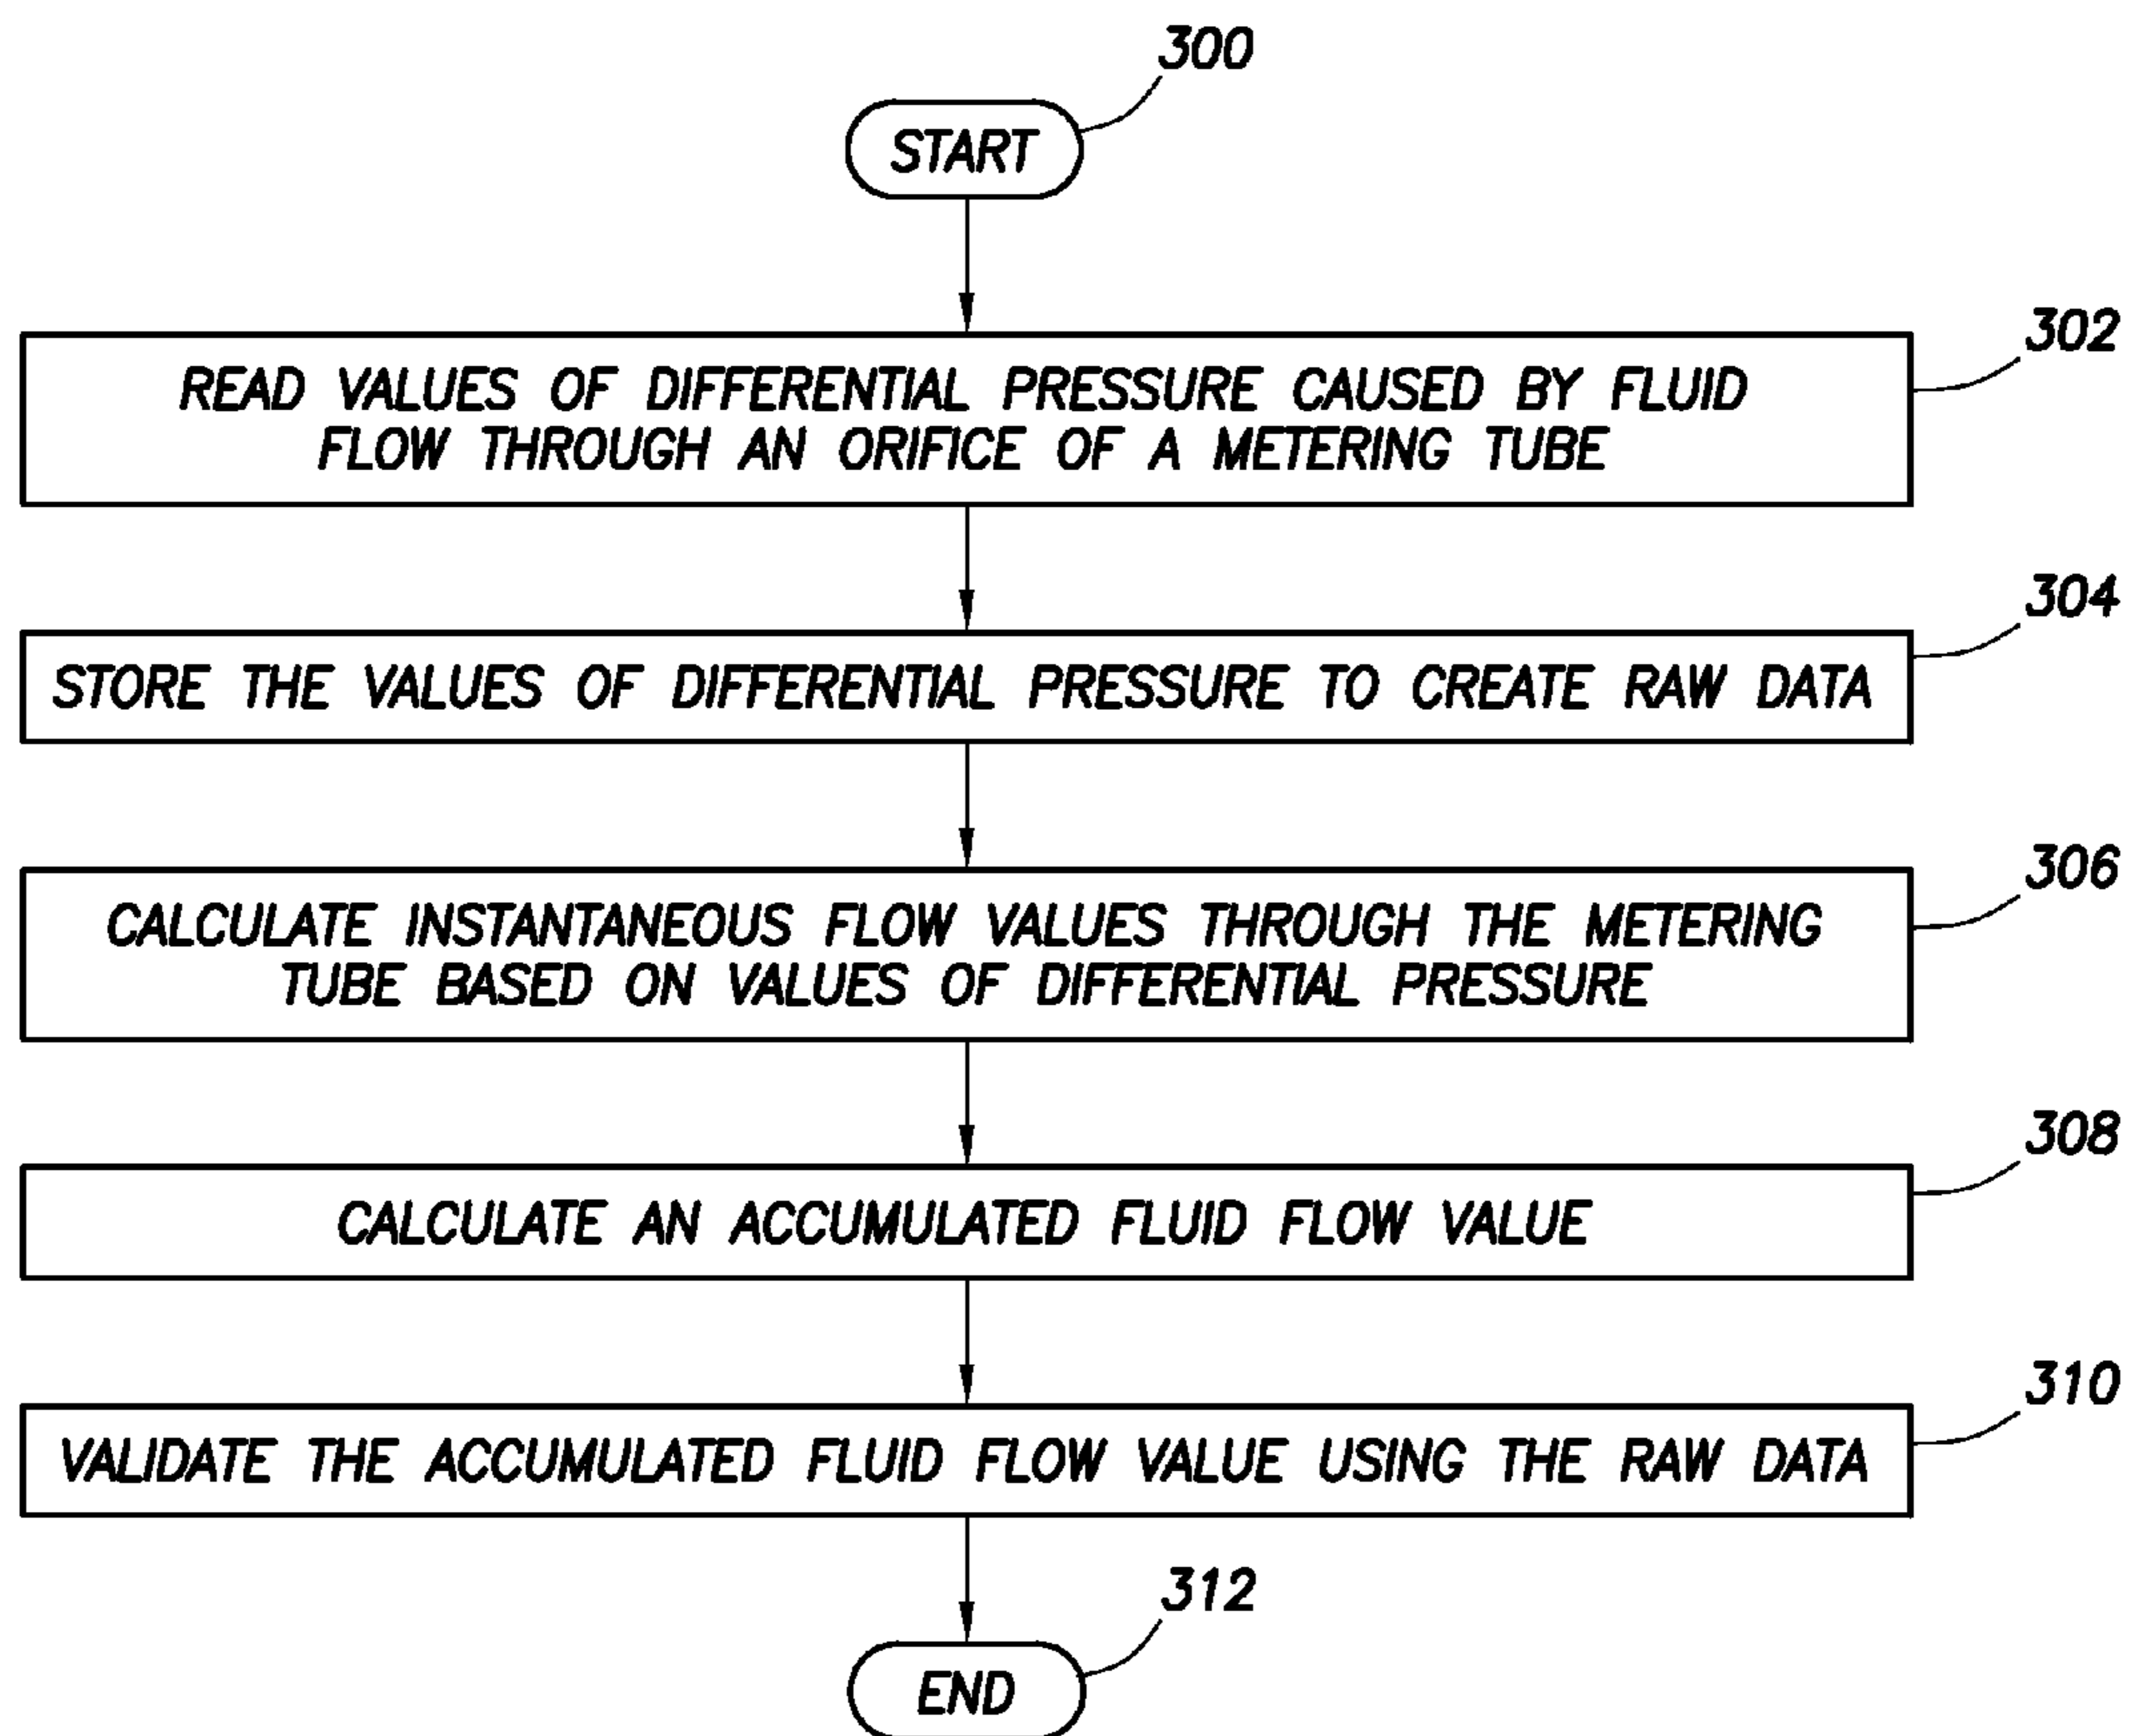 300
START
302
READ VALUES OF DIFFERENTIAL PRESSURE CAUSED BY FLUID
FLOW THROUGH AN ORIFICE OF A METERING TUBE
304
STORE THE VALUES OF DIFFERENTIAL PRESSURE TO CREATE RAW DATA
306
CALCULATE INSTANTANEOUS FLOW VALUES THROUGH THE METERING
TUBE BASED ON VALUES OF DIFFERENTIAL PRESSURE
308
CALCULATE AN ACCUMULATED FLUID FLOW VALUE
310
VALIDATE THE ACCUMULATED FLUID FLOW VALUE USING THE RAW DATA
312
END